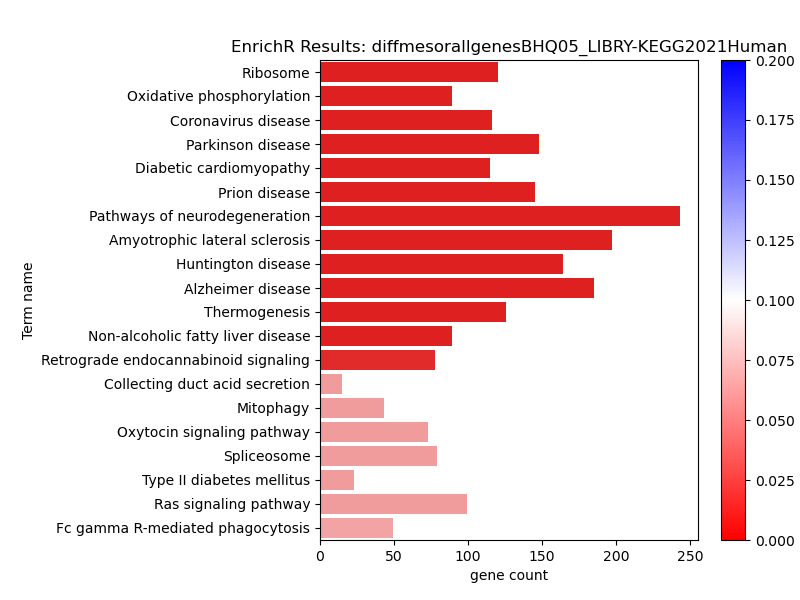 EnrichR Results: diffmesorallgenesBHQ05_LIBRY-KEGG2021Human
Term name
Ribosome
Oxidative phosphorylation
Coronavirus disease
Parkinson disease
Diabetic cardiomyopathy
Prion disease
Pathways of neurodegeneration
Amyotrophic lateral sclerosis
Huntington disease
Alzheimer disease
Thermogenesis
Non-alcoholic fatty liver disease
Retrograde endocannabinoid signaling
Collecting duct acid secretion
Mitophagy
Oxytocin signaling pathway
Spliceosome
Type II diabetes mellitus
Ras signaling pathway
Fc gamma R-mediated phagocytosis
0 50 100 150 200 250
gene count
0.200
0.175
0.150
0.125
0.100
0.075
0.050
0.025
0.000